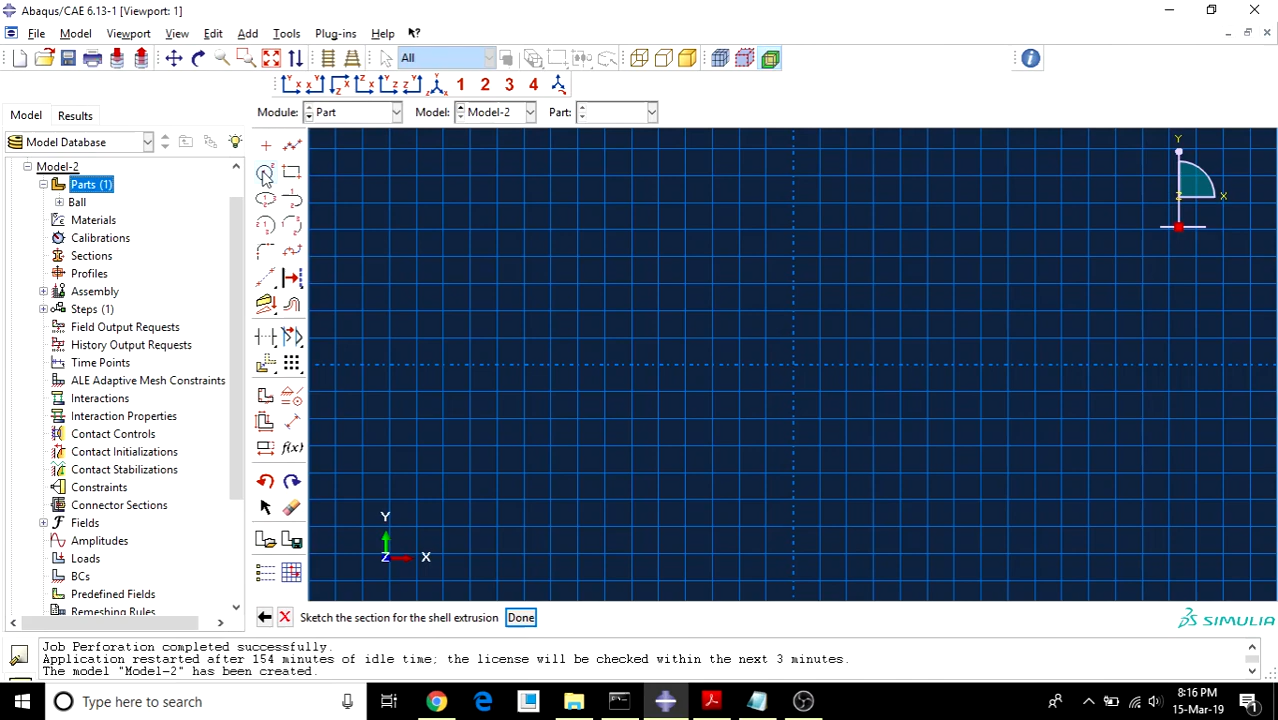 Abaqus/CAE 6.13-1 [Viewport: 1]
File Model Viewport View Edit Add Tools Plug-ins Help
All
1 2 3 4
Model Results
Module: Part Model: Model-2 Part:
Model Database
Model-2
Parts (1)
Ball
Materials
Calibrations
Sections
Profiles
Assembly
Steps (1)
Field Output Requests
History Output Requests
Time Points
ALE Adaptive Mesh Constraints
Interactions
Interaction Properties
Contact Controls
Contact Initializations
Contact Stabilizations
Constraints
Connector Sections
Fields
Amplitudes
Loads
BCs
Predefined Fields
Remeshing Rules
f(x)
Y
Z X
Y
Z X
Sketch the section for the shell extrusion Done
SIMULIA
Job Perforation completed successfully.
Application restarted after 154 minutes of idle time; the license will be checked within the next 3 minutes.
The model "Model-2" has been created.
Type here to search
8:16 PM
15-Mar-19
1